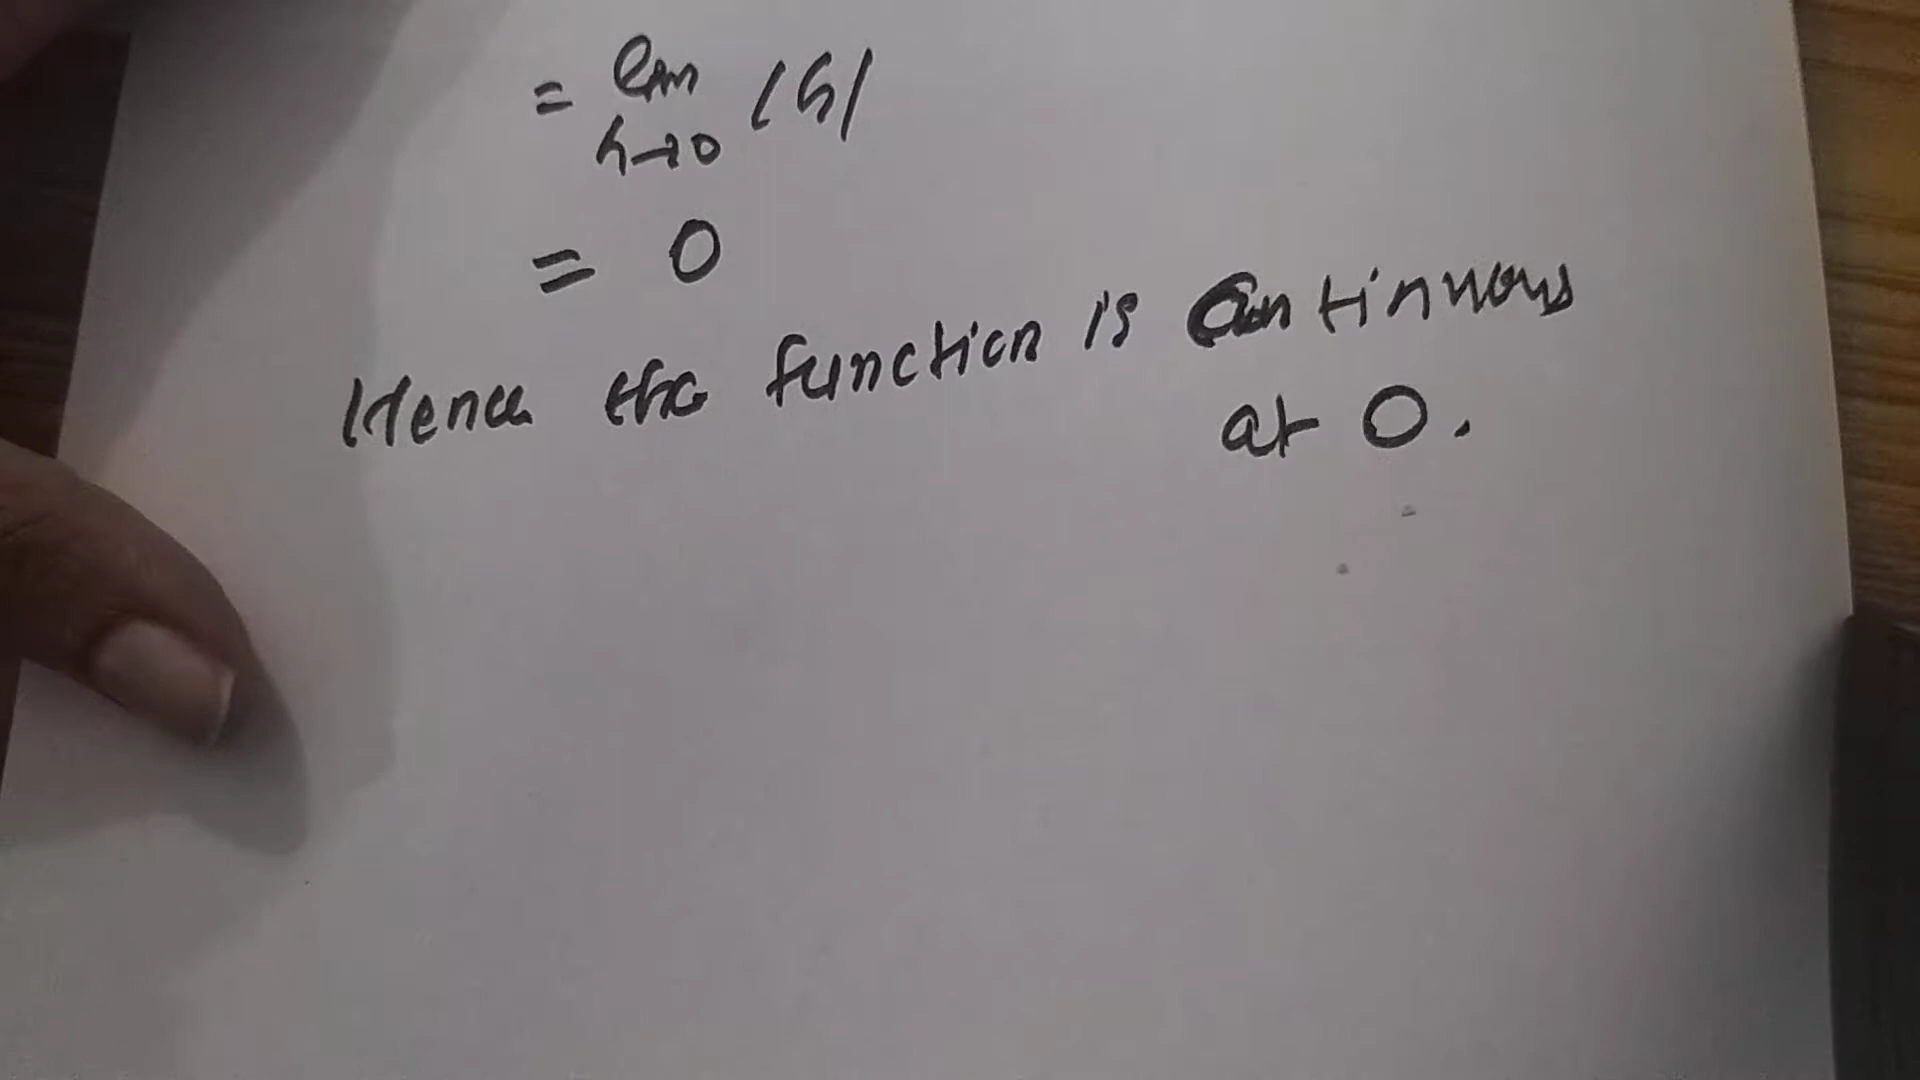 = lim |h|
h→0
= 0
Hence the function is continuous
at 0.